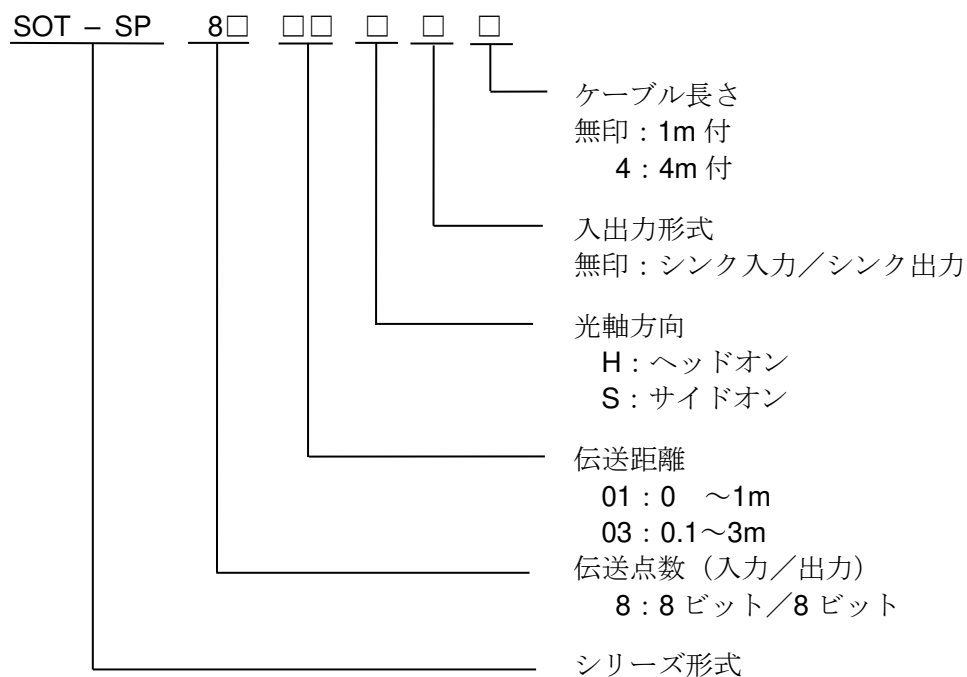 SOT – SP 8□ □□ □ □ □
ケーブル長さ
無印：1m 付
4：4m 付
入出力形式
無印：シンク入力／シンク出力
光軸方向
H：ヘッドオン
S：サイドオン
伝送距離
01：0 ～1m
03：0.1～3m
伝送点数（入力／出力）
8：8 ビット／8 ビット
シリーズ形式